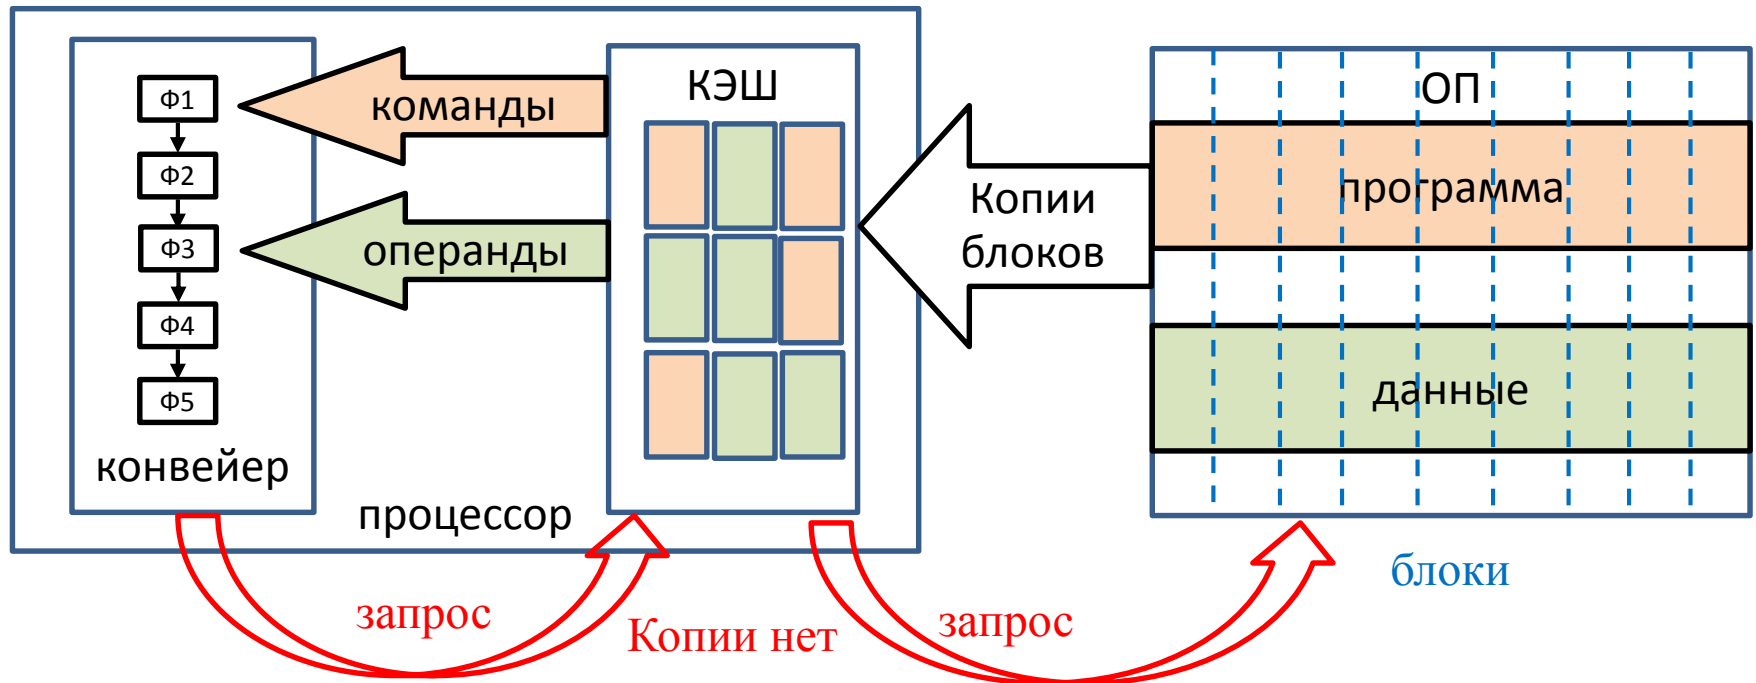 Ф1
Ф2
Ф3
Ф4
Ф5
конвейер
команды
операнды
процессор
КЭШ
Копии
блоков
ОП
программа
данные
блоки
запрос
Копии нет
запрос